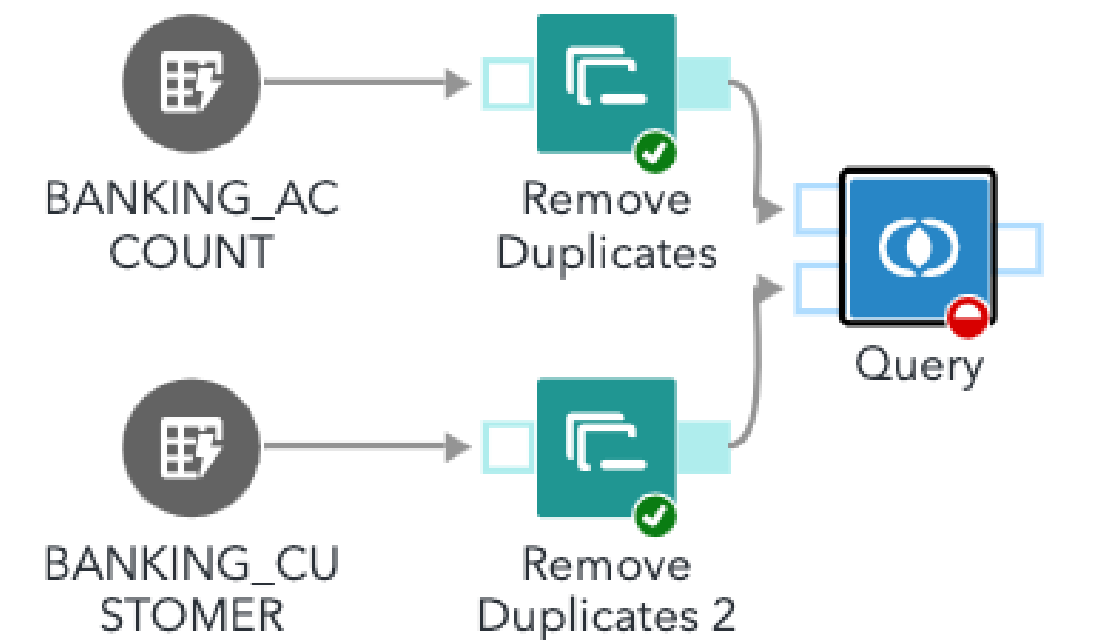 BANKING_AC
COUNT
Remove
Duplicates
Query
BANKING_CU
STOMER
Remove
Duplicates 2